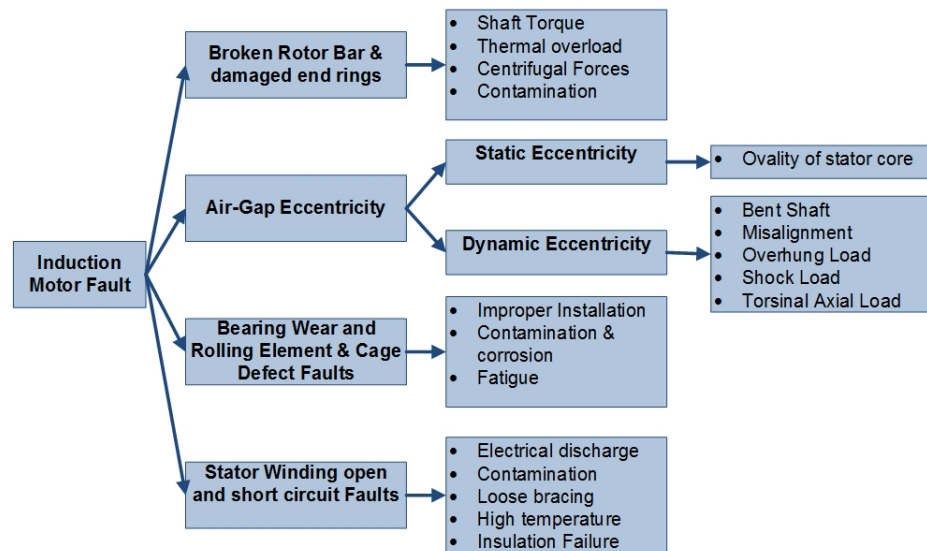 Induction
Motor Fault
Broken Rotor Bar &
damaged end rings
• Shaft Torque
• Thermal overload
• Centrifugal Forces
• Contamination
Air-Gap Eccentricity
Static Eccentricity
• Ovality of stator core
Dynamic Eccentricity
• Bent Shaft
• Misalignment
• Overhung Load
• Shock Load
• Torsinal Axial Load
Bearing Wear and
Rolling Element & Cage
Defect Faults
• Improper Installation
• Contamination &
corrosion
• Fatigue
Stator Winding open
and short circuit Faults
• Electrical discharge
• Contamination
• Loose bracing
• High temperature
• Insulation Failure